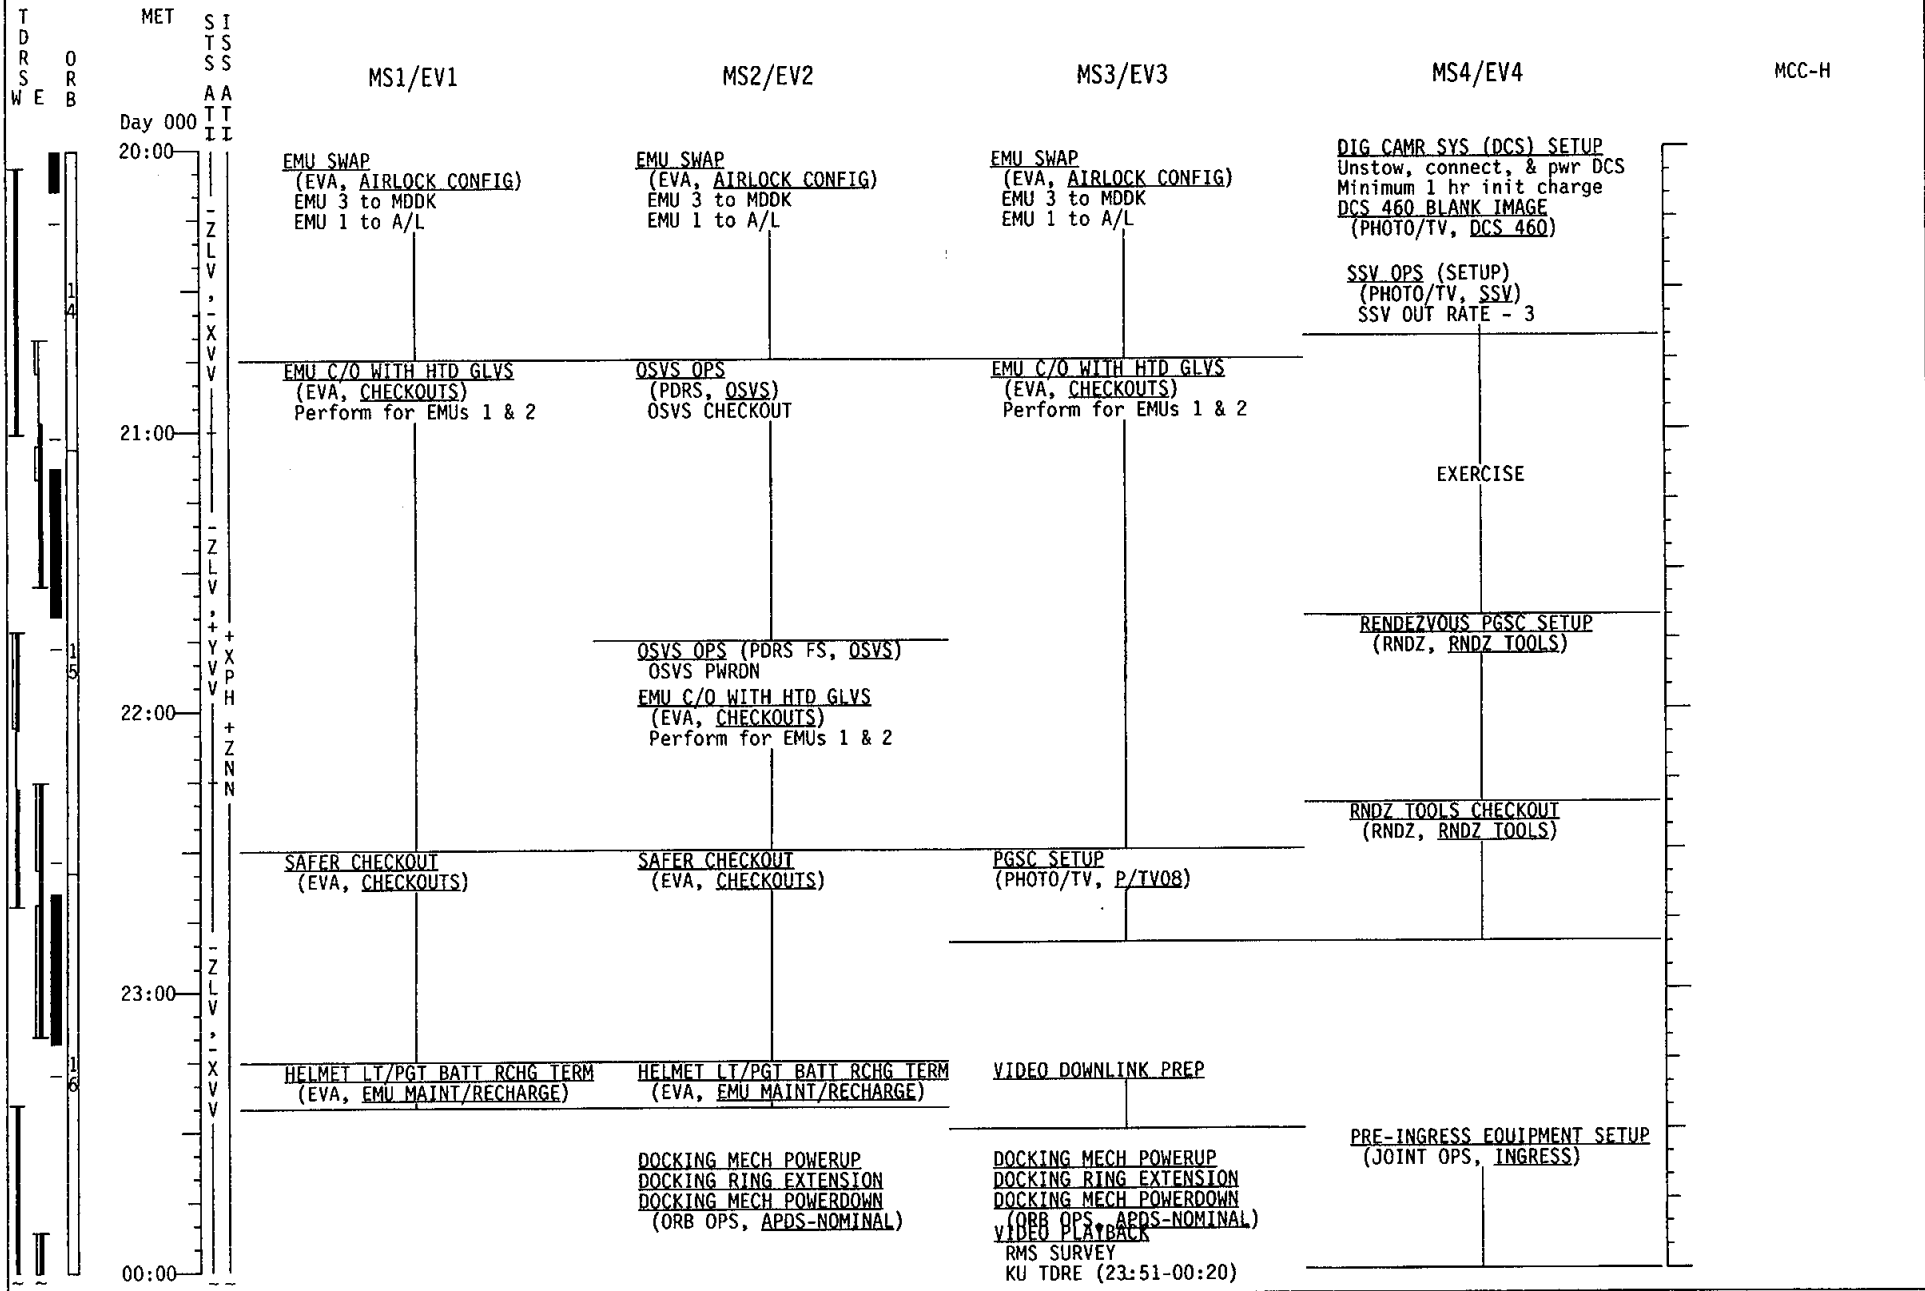 TDRS
W E
ORB
MET
STS ATT
ISS ATT
MS1/EV1
MS2/EV2
MS3/EV3
MS4/EV4
MCC-H
Day 000
20:00
21:00
22:00
23:00
00:00
14
15
16
-ZLV,-XVV
-ZLV,+YVV
-ZLV,-XVV
+XPH +ZNN
~ ~
~ ~
EMU SWAP
(EVA, AIRLOCK CONFIG)
EMU 3 to MDDK
EMU 1 to A/L
EMU C/O WITH HTD GLVS
(EVA, CHECKOUTS)
Perform for EMUs 1 & 2
SAFER CHECKOUT
(EVA, CHECKOUTS)
HELMET LT/PGT BATT RCHG TERM
(EVA, EMU MAINT/RECHARGE)
EMU SWAP
(EVA, AIRLOCK CONFIG)
EMU 3 to MDDK
EMU 1 to A/L
OSVS OPS
(PDRS, OSVS)
OSVS CHECKOUT
OSVS OPS (PDRS FS, OSVS)
OSVS PWRDN
EMU C/O WITH HTD GLVS
(EVA, CHECKOUTS)
Perform for EMUs 1 & 2
SAFER CHECKOUT
(EVA, CHECKOUTS)
HELMET LT/PGT BATT RCHG TERM
(EVA, EMU MAINT/RECHARGE)
DOCKING MECH POWERUP
DOCKING RING EXTENSION
DOCKING MECH POWERDOWN
(ORB OPS, APDS-NOMINAL)
EMU SWAP
(EVA, AIRLOCK CONFIG)
EMU 3 to MDDK
EMU 1 to A/L
EMU C/O WITH HTD GLVS
(EVA, CHECKOUTS)
Perform for EMUs 1 & 2
PGSC SETUP
(PHOTO/TV, P/TV08)
VIDEO DOWNLINK PREP
DOCKING MECH POWERUP
DOCKING RING EXTENSION
DOCKING MECH POWERDOWN
(ORB OPS, APDS-NOMINAL)
VIDEO PLAYBACK
RMS SURVEY
KU TDRE (23:51-00:20)
DIG CAMR SYS (DCS) SETUP
Unstow, connect, & pwr DCS
Minimum 1 hr init charge
DCS 460 BLANK IMAGE
(PHOTO/TV, DCS 460)
SSV OPS (SETUP)
(PHOTO/TV, SSV)
SSV OUT RATE - 3
EXERCISE
RENDEZVOUS PGSC SETUP
(RNDZ, RNDZ TOOLS)
RNDZ TOOLS CHECKOUT
(RNDZ, RNDZ TOOLS)
PRE-INGRESS EQUIPMENT SETUP
(JOINT OPS, INGRESS)